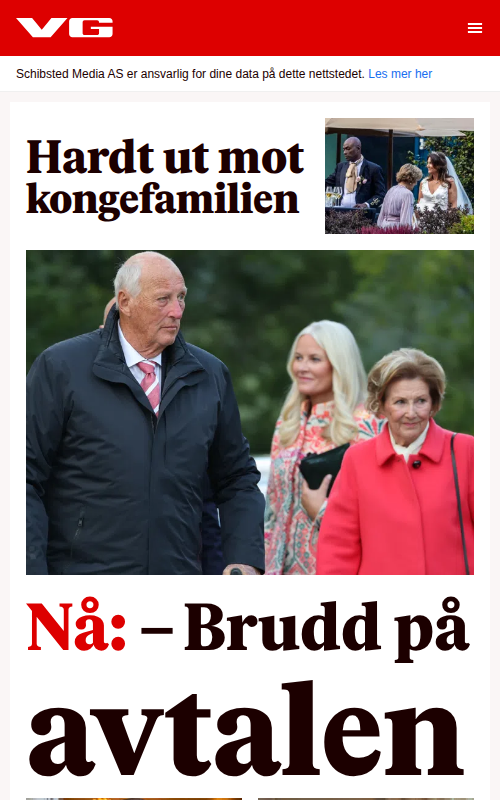 VG
Schibsted Media AS er ansvarlig for dine data på dette nettstedet. Les mer her
Hardt ut mot
kongefamilien
Nå: – Brudd på
avtalen